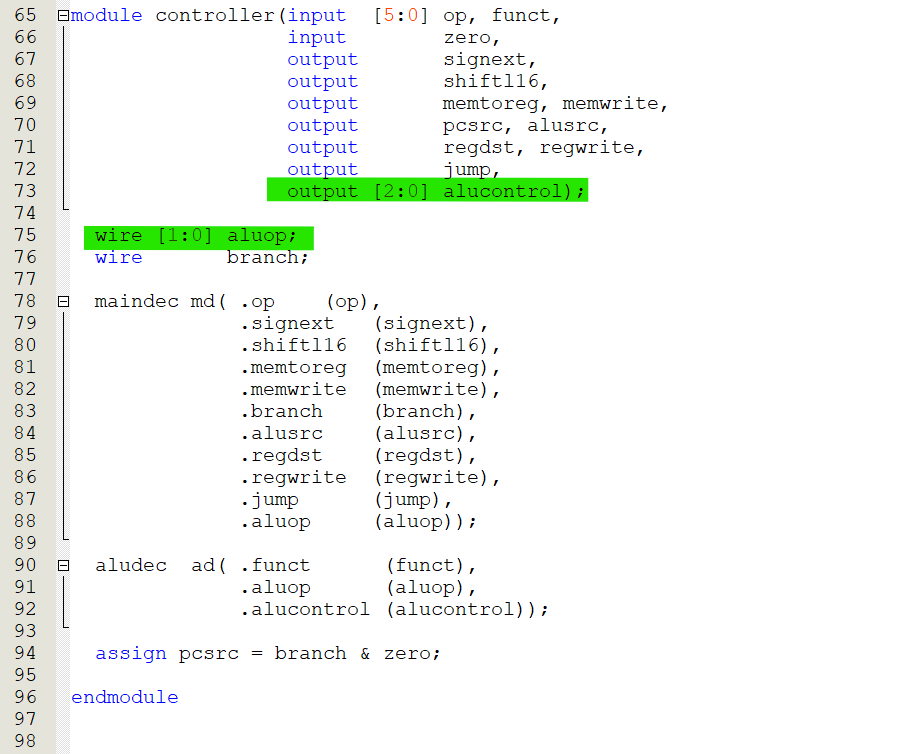 65 module controller(input  [5:0] op, funct,
66                   input        zero,
67                   output       signext,
68                   output       shiftl16,
69                   output       memtoreg, memwrite,
70                   output       pcsrc, alusrc,
71                   output       regdst, regwrite,
72                   output       jump,
73                   output [2:0] alucontrol);
74
75   wire [1:0] aluop;
76   wire       branch;
77
78   maindec md( .op    (op),
79               .signext   (signext),
80               .shiftl16  (shiftl16),
81               .memtoreg  (memtoreg),
82               .memwrite  (memwrite),
83               .branch    (branch),
84               .alusrc    (alusrc),
85               .regdst    (regdst),
86               .regwrite  (regwrite),
87               .jump      (jump),
88               .aluop     (aluop));
89
90   aludec  ad( .funct      (funct),
91               .aluop      (aluop),
92               .alucontrol (alucontrol));
93
94   assign pcsrc = branch & zero;
95
96 endmodule
97
98